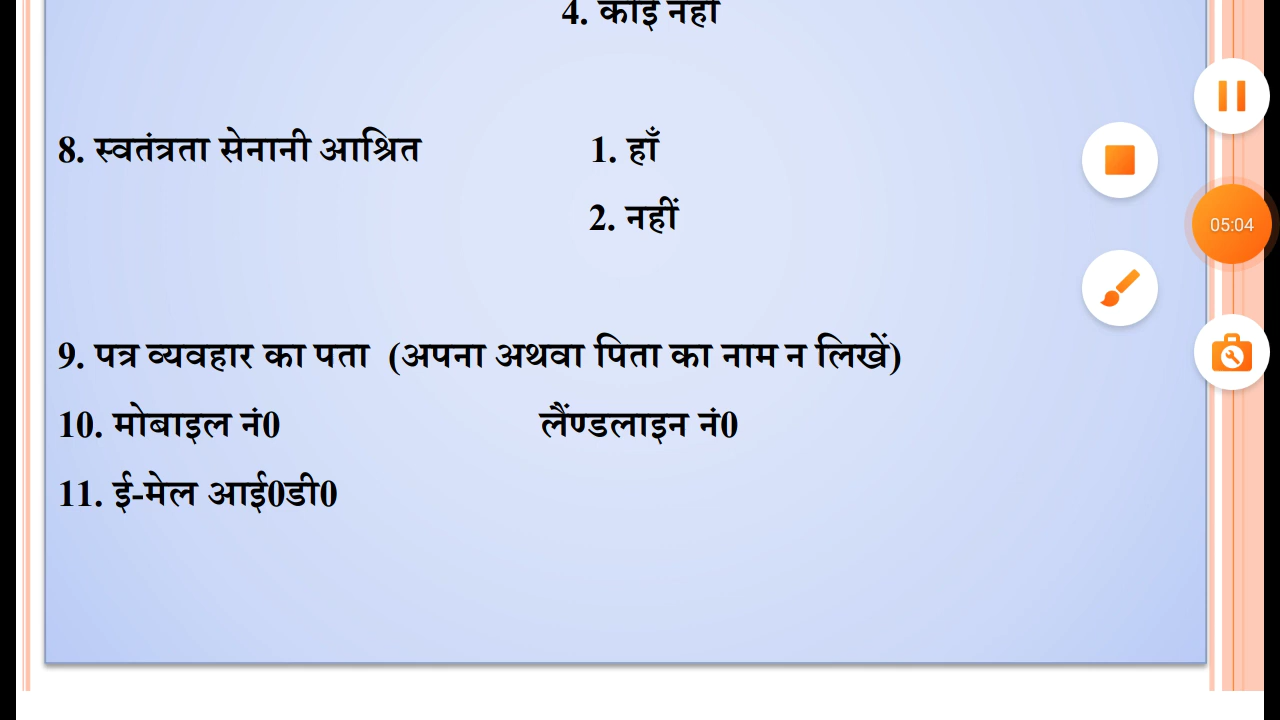 4. कोई नहीं
8. स्वतंत्रता सेनानी आश्रित 1. हाँ
2. नहीं
9. पत्र व्यवहार का पता (अपना अथवा पिता का नाम न लिखें)
10. मोबाइल नं0 लैंण्डलाइन नं0
11. ई-मेल आई0डी0
05:04